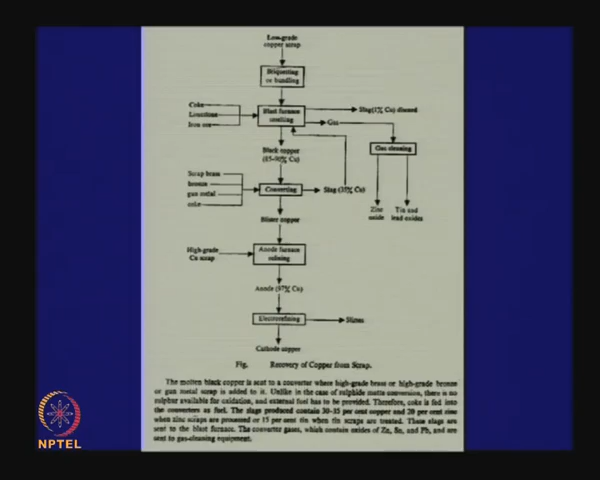 Low-grade
copper scrap
Briquetting
or bundling
Coke
Limestone
Iron ore
Blast furnace
smelting
Slag(1% Cu) discard
Gas
Gas cleaning
Black copper
Scrap brass
bronze
gun metal
coke
Converting
Slag
Zinc
oxide
Tin and
lead oxides
Blister copper
High-grade
Cu scrap
Anode furnace
refining
Anode (97% Cu)
Electrorefining
Slimes
Cathode copper
Fig. Recovery of Copper from Scrap.
The molten black copper is sent to a converter where high-grade brass or high-grade bronze
or gun metal scrap is added to it. Unlike in the case of sulphide matte conversion, there is no
sulphur available for oxidation, and external fuel has to be provided. Therefore, coke is fed into
the converters as fuel. The slags produced contain 30-35 per cent copper and 20 per cent zinc
when zinc scraps are processed or 15 per cent tin when tin scraps are treated. These slags are
sent to the blast furnace. The converter gases, which contain oxides of Zn, Sn, and Pb, and are
sent to gas-cleaning equipment.
NPTEL